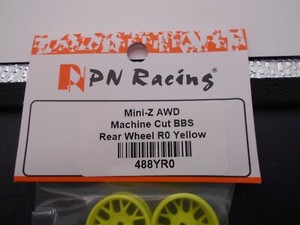 PN Racing®
Mini-Z AWD
Machine Cut BBS
Rear Wheel R0 Yellow
488YR0